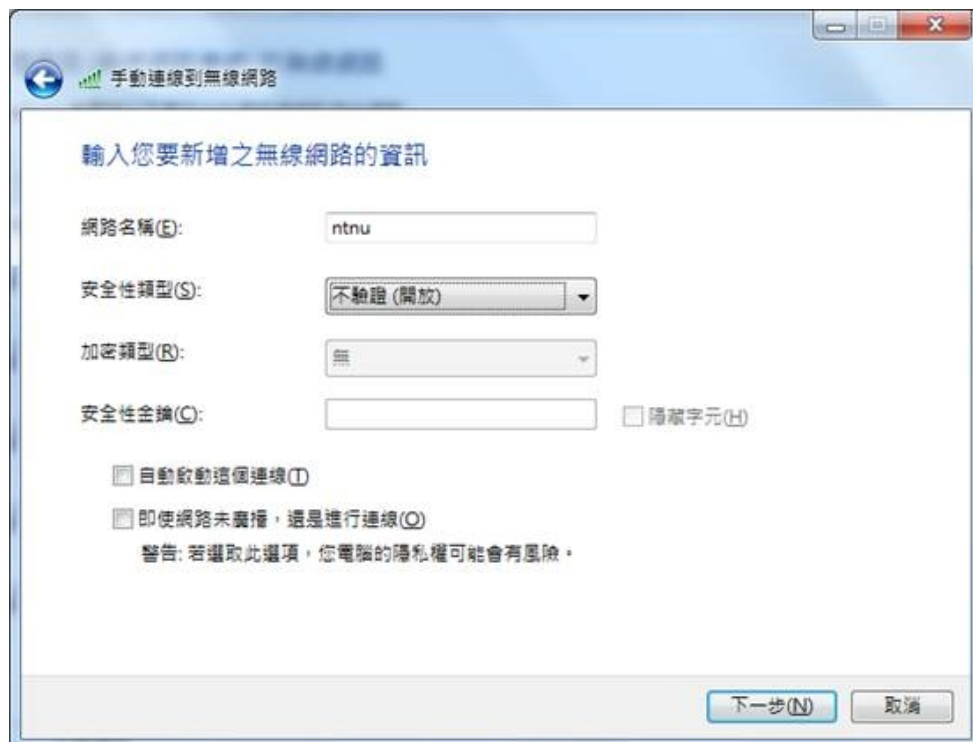 手動連線到無線網路
輸入您要新增之無線網路的資訊
網路名稱(E):
ntnu
安全性類型(S):
不驗證 (開放)
加密類型(R):
無
安全性金鑰(C):
隱藏字元(H)
自動啟動這個連線(T)
即使網路未廣播，還是進行連線(O)
警告: 若選取此選項，您電腦的隱私權可能會有風險。
下一步(N)
取消